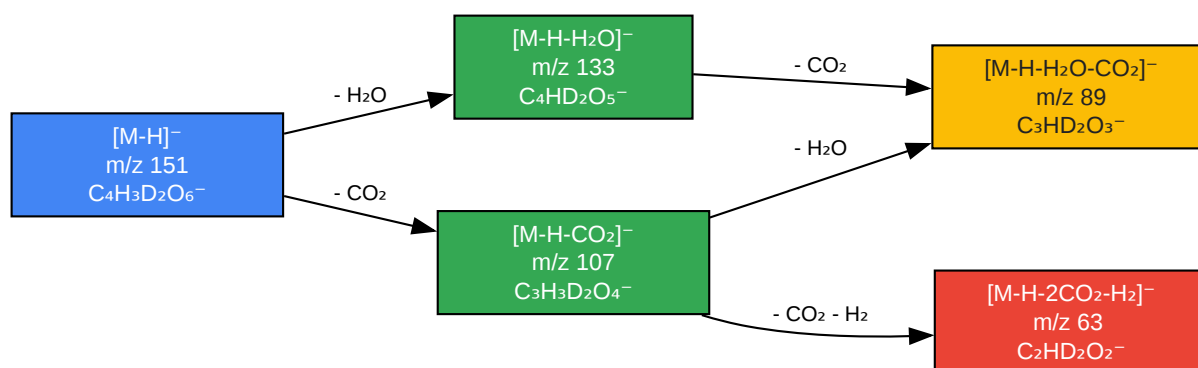 [M-H]⁻
m/z 151
C₄H₃D₂O₆⁻
- H₂O
- CO₂
[M-H-H₂O]⁻
m/z 133
C₄HD₂O₅⁻
[M-H-CO₂]⁻
m/z 107
C₃H₃D₂O₄⁻
- CO₂
- H₂O
- CO₂ - H₂
[M-H-H₂O-CO₂]⁻
m/z 89
C₃HD₂O₃⁻
[M-H-2CO₂-H₂]⁻
m/z 63
C₂HD₂O₂⁻